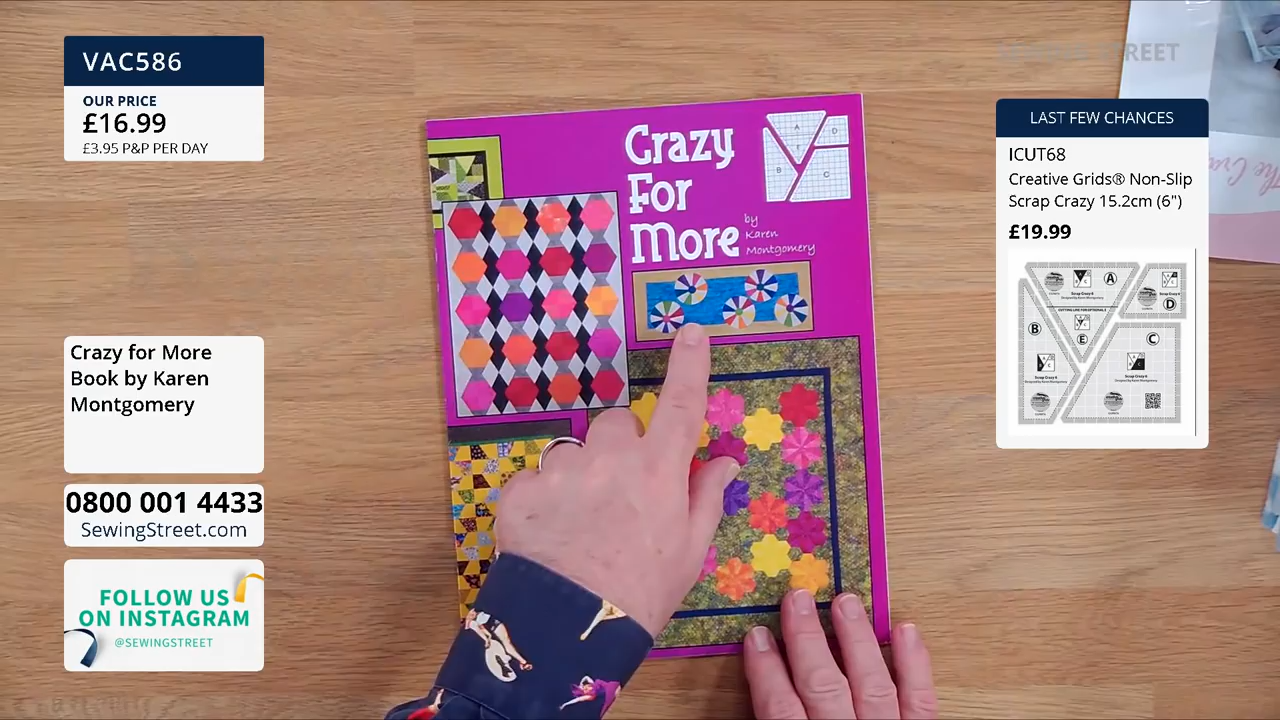 VAC586
OUR PRICE
£16.99
£3.95 P&P PER DAY
Crazy for More
Book by Karen
Montgomery
0800 001 4433
SewingStreet.com
FOLLOW US
ON INSTAGRAM
@SEWINGSTREET
Crazy
For
More
by
Karen
Montgomery
A
D
B
C
SEWING STREET
LAST FEW CHANCES
ICUT68
Creative Grids® Non-Slip
Scrap Crazy 15.2cm (6")
£19.99
A
D
B
E
C